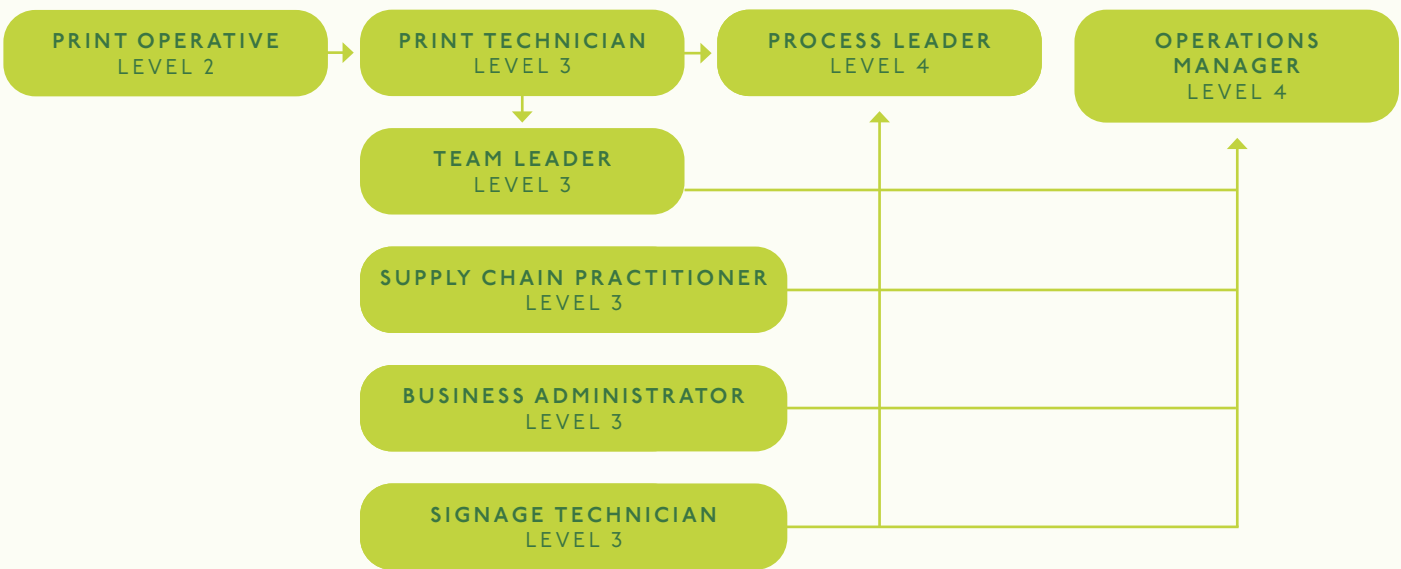 PRINT OPERATIVE
LEVEL 2
PRINT TECHNICIAN
LEVEL 3
PROCESS LEADER
LEVEL 4
OPERATIONS
MANAGER
LEVEL 4
TEAM LEADER
LEVEL 3
SUPPLY CHAIN PRACTITIONER
LEVEL 3
BUSINESS ADMINISTRATOR
LEVEL 3
SIGNAGE TECHNICIAN
LEVEL 3